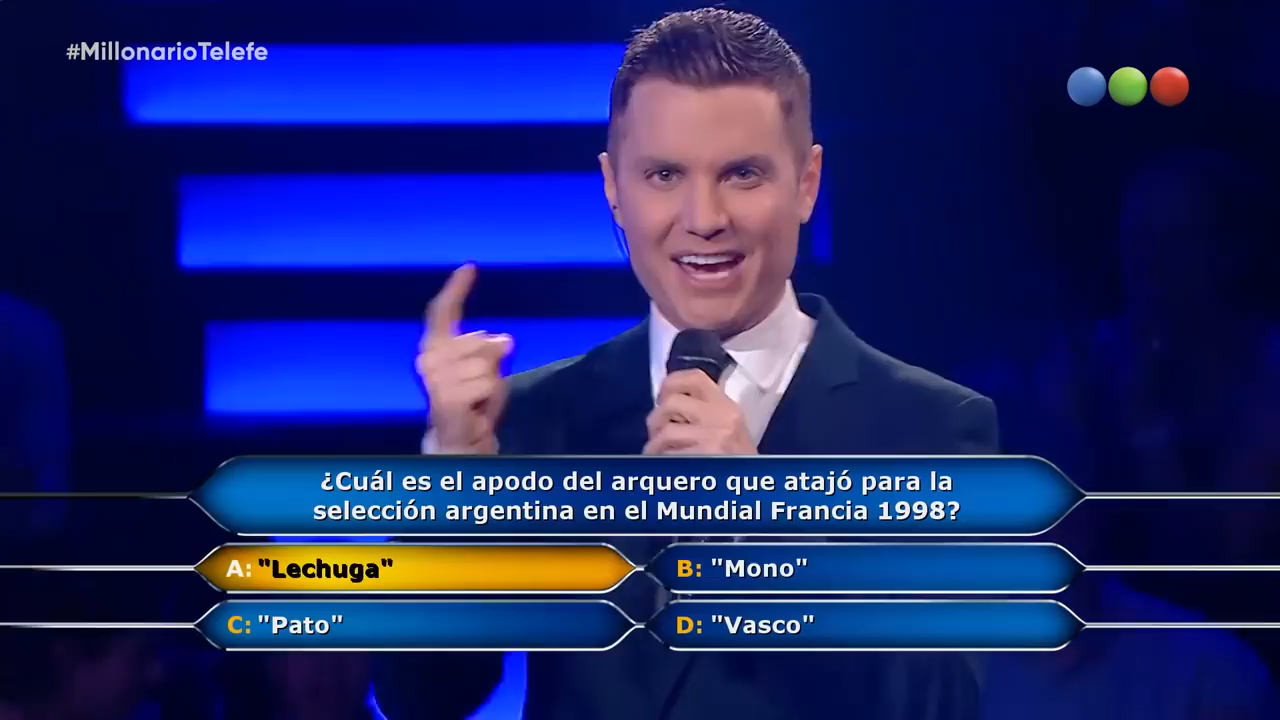 #MillonarioTelefe
¿Cuál es el apodo del arquero que atajó para la
selección argentina en el Mundial Francia 1998?
A: "Lechuga"
B: "Mono"
C: "Pato"
D: "Vasco"